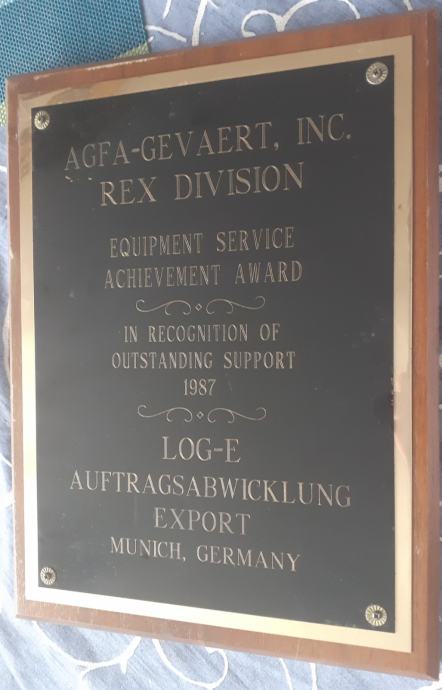 AGFA-GEVAERT, INC.
REX DIVISION
EQUIPMENT SERVICE
ACHIEVEMENT AWARD
IN RECOGNITION OF
OUTSTANDING SUPPORT
1987
LOG-E
AUFTRAGSABWICKLUNG
EXPORT
MUNICH, GERMANY